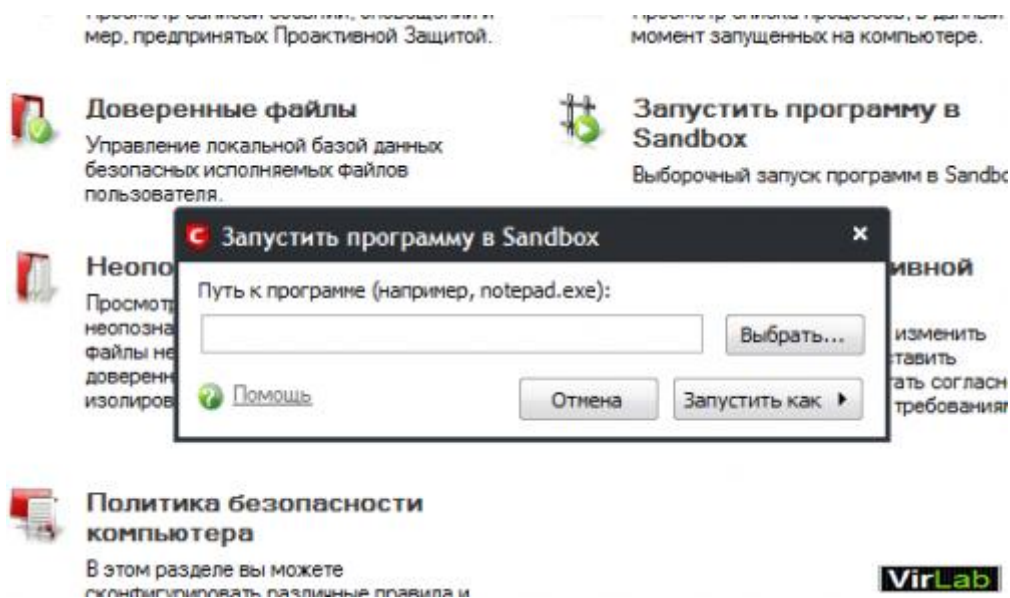 мер, предпринятых Проактивной Защитой.
момент запущенных на компьютере.
Доверенные файлы
Управление локальной базой данных
безопасных исполняемых файлов
пользователя.
Запустить программу в
Sandbox
Выборочный запуск программ в Sandbo
Запустить программу в Sandbox
Путь к программе (например, notepad.exe):
Выбрать...
Помощь
Отмена
Запустить как
Неопо
Просмотр
неопозна
файлы не
доверенн
изолиров
ивной
изменить
ставить
ать согласн
требованиям
Политика безопасности
компьютера
В этом разделе вы можете
сконфигурировать различные правила и
VirLab